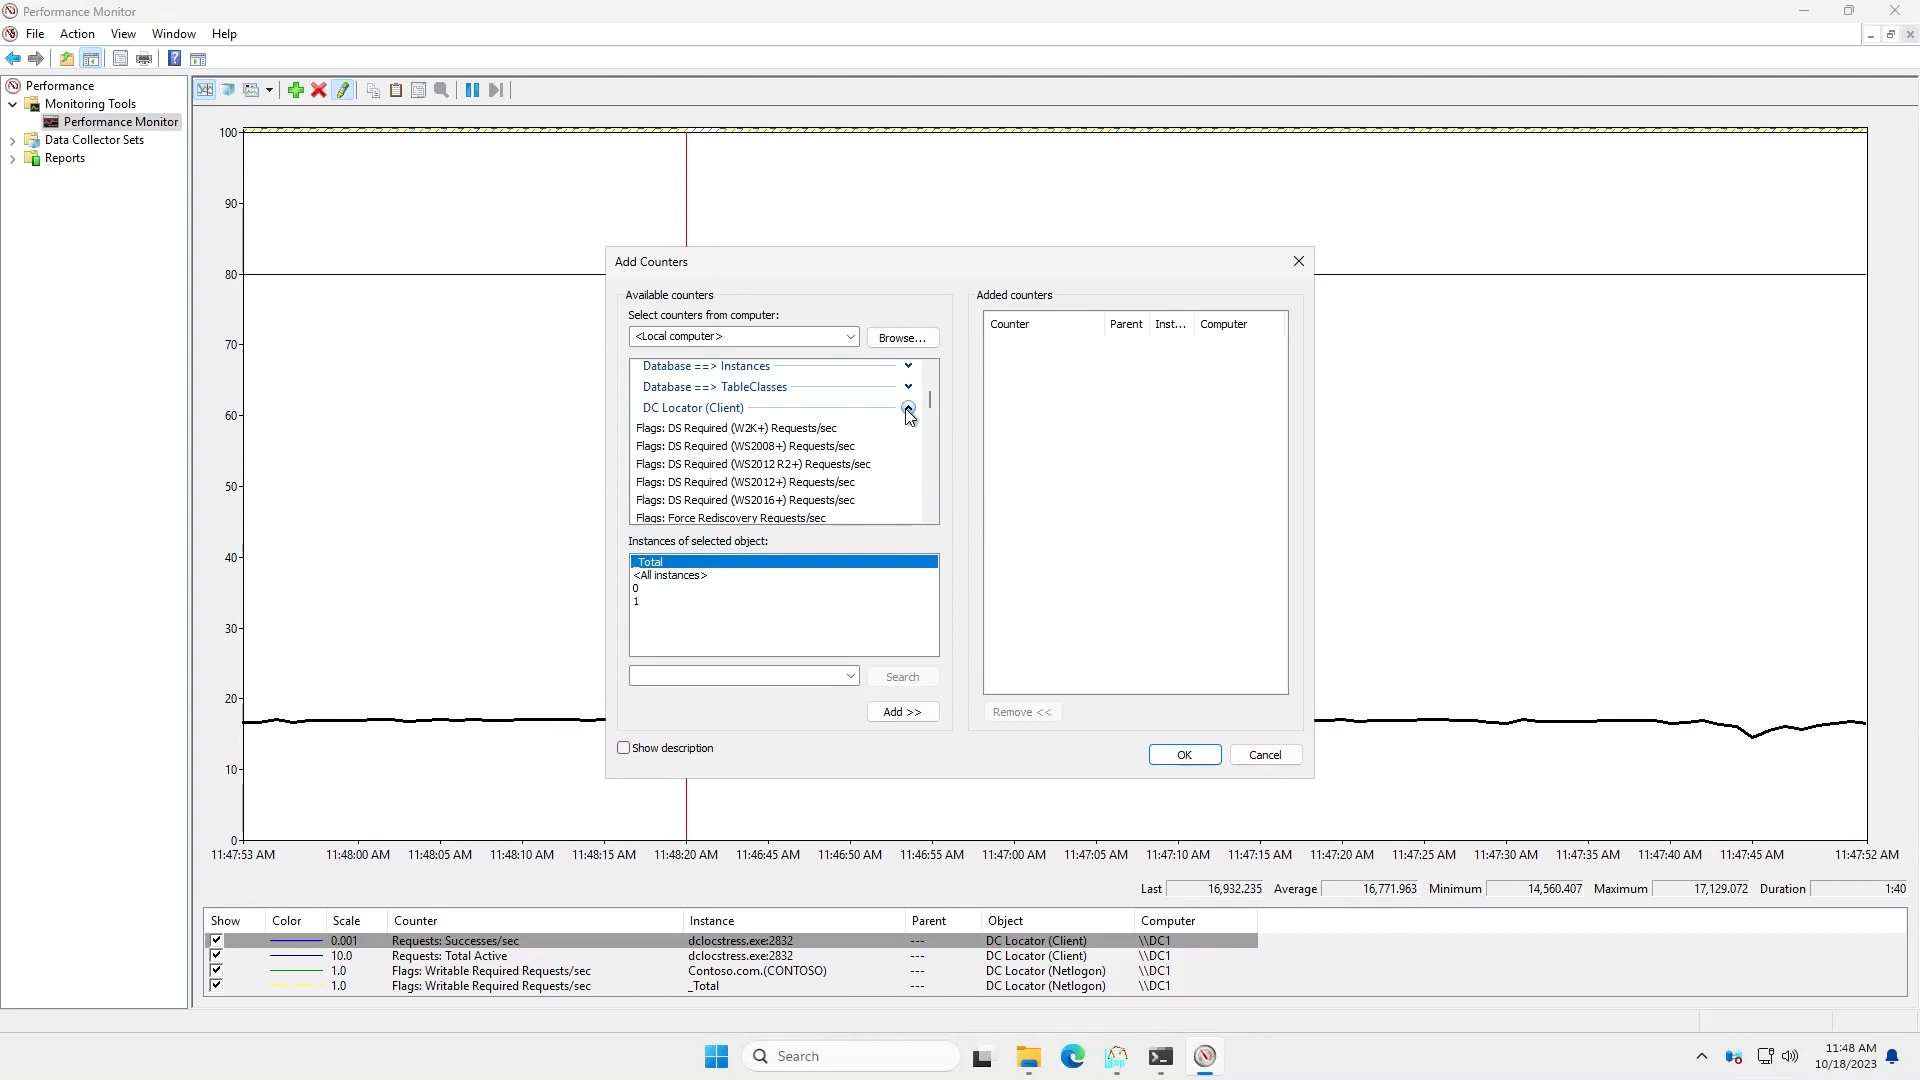 Performance Monitor
File Action View Window Help
Performance
Monitoring Tools
Performance Monitor
Data Collector Sets
Reports
100
90
80
70
60
50
40
30
20
10
0
11:47:53 AM 11:48:00 AM 11:48:05 AM 11:48:10 AM 11:48:15 AM 11:48:20 AM 11:46:45 AM 11:46:50 AM 11:46:55 AM 11:47:00 AM 11:47:05 AM 11:47:10 AM 11:47:15 AM 11:47:20 AM 11:47:25 AM 11:47:30 AM 11:47:35 AM 11:47:40 AM 11:47:45 AM 11:47:52 AM
Add Counters
Available counters
Select counters from computer:
<Local computer> Browse...
Database ==> Instances
Database ==> TableClasses
DC Locator (Client)
Flags: DS Required (W2K+) Requests/sec
Flags: DS Required (WS2008+) Requests/sec
Flags: DS Required (WS2012 R2+) Requests/sec
Flags: DS Required (WS2012+) Requests/sec
Flags: DS Required (WS2016+) Requests/sec
Flags: Force Rediscovery Requests/sec
Instances of selected object:
_Total
<All instances>
0
1
Search
Add >>
Show description
Added counters
Counter Parent Inst... Computer
Remove <<
OK Cancel
Last 16,932.235 Average 16,771.963 Minimum 14,560.407 Maximum 17,129.072 Duration 1:40
Show Color Scale Counter Instance Parent Object Computer
0.001 Requests: Successes/sec dclocstress.exe:2832 --- DC Locator (Client) \\DC1
10.0 Requests: Total Active dclocstress.exe:2832 --- DC Locator (Client) \\DC1
1.0 Flags: Writable Required Requests/sec Contoso.com.(CONTOSO) --- DC Locator (Netlogon) \\DC1
1.0 Flags: Writable Required Requests/sec _Total --- DC Locator (Netlogon) \\DC1
Search
11:48 AM
10/18/2023